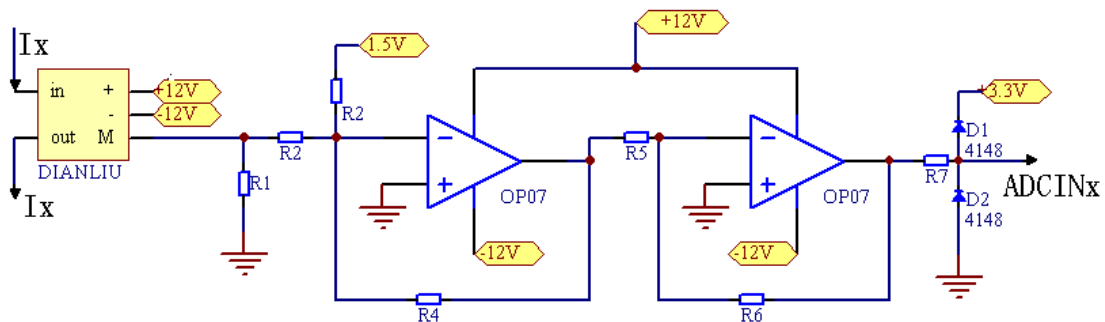 +12V
Ix
1.5V
in
+
+12V
-
-12V
R2
+3.3V
out
M
D1
4148
DIANLIU
R2
R5
R1
OP07
OP07
R7
ADCINx
D2
4148
Ix
-12V
-12V
R4
R6